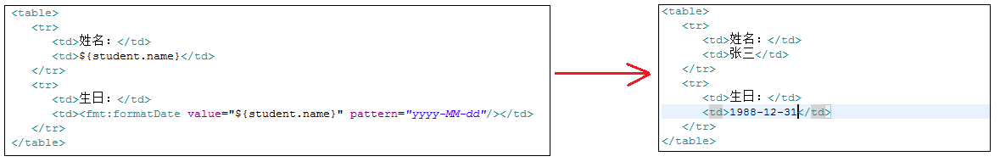 <table>
<tr>
<td>姓名：</td>
<td>${student.name}</td>
</tr>
<tr>
<td>生日：</td>
<td><fmt:formatDate value="${student.name}" pattern="yyyy-MM-dd"/></td>
</tr>
</table>
<table>
<tr>
<td>姓名：</td>
<td>张三</td>
</tr>
<tr>
<td>生日：</td>
<td>1988-12-31</td>
</tr>
</table>